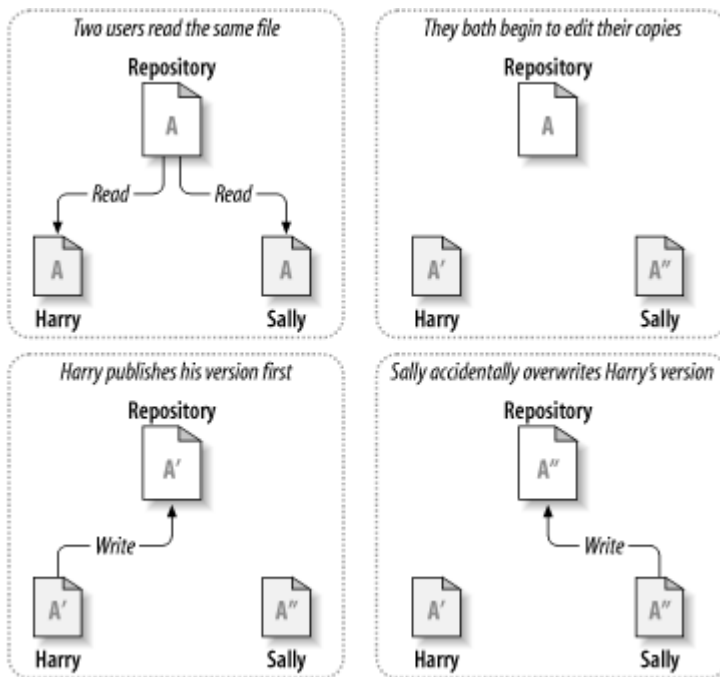 Two users read the same file
Repository
A
Read
Read
A
A
Harry
Sally
They both begin to edit their copies
Repository
A
A′
A″
Harry
Sally
Harry publishes his version first
Repository
A′
Write
A′
A″
Harry
Sally
Sally accidentally overwrites Harry’s version
Repository
A″
Write
A′
A″
Harry
Sally